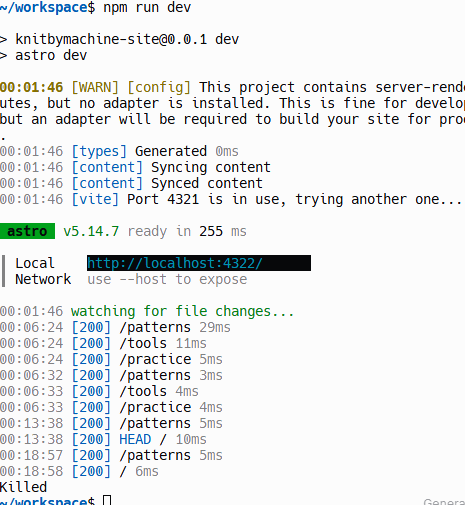 ~/workspace$ npm run dev
> knitbymachine-site@0.0.1 dev
> astro dev
00:01:46 [WARN] [config] This project contains server-rende
utes, but no adapter is installed. This is fine for develop
but an adapter will be required to build your site for pro
.
00:01:46 [types] Generated 0ms
00:01:46 [content] Syncing content
00:01:46 [content] Synced content
00:01:46 [vite] Port 4321 is in use, trying another one...
astro v5.14.7 ready in 255 ms
Local http://localhost:4322/
Network use --host to expose
00:01:46 watching for file changes...
00:06:24 [200] /patterns 29ms
00:06:24 [200] /tools 11ms
00:06:24 [200] /practice 5ms
00:06:32 [200] /patterns 3ms
00:06:33 [200] /tools 4ms
00:06:33 [200] /practice 4ms
00:13:38 [200] /patterns 5ms
00:13:38 [200] HEAD / 10ms
00:18:57 [200] /patterns 5ms
00:18:58 [200] / 6ms
Killed
~/workspace$
Genera